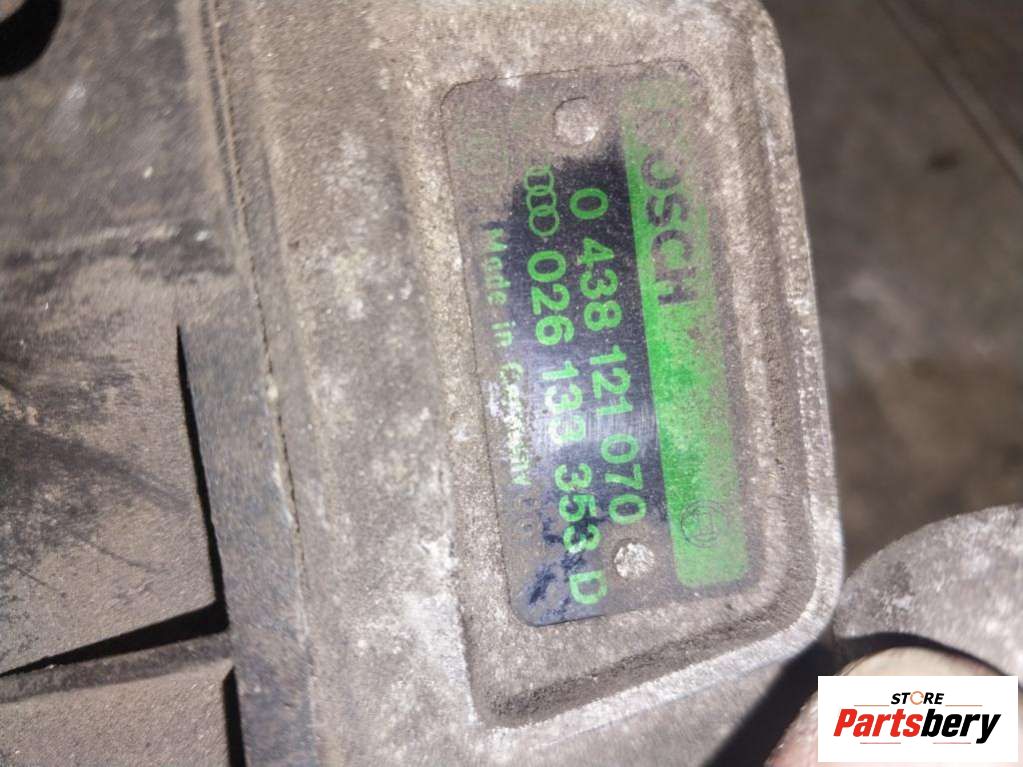 BOSCH
0 438 121 070
026 133 353 D
Made in Germany
STORE
Partsbery